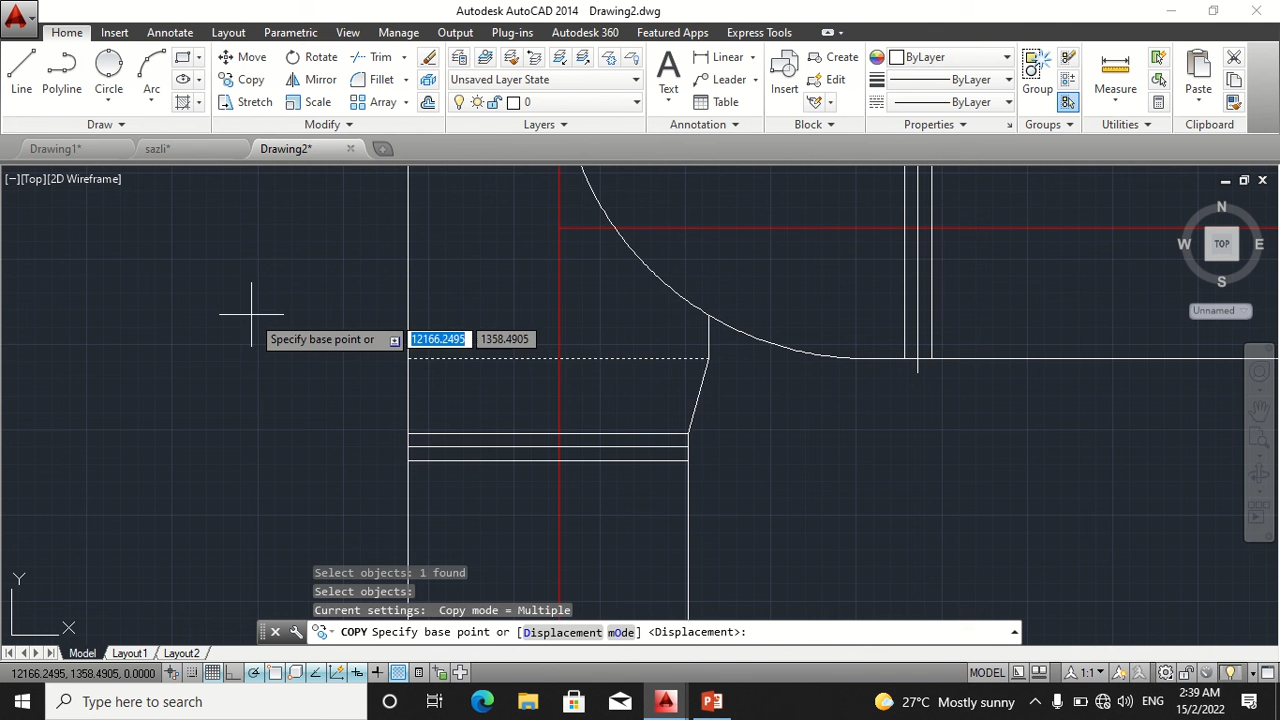 Autodesk AutoCAD 2014 Drawing2.dwg
Home Insert Annotate Layout Parametric View Manage Output Plug-ins Autodesk 360 Featured Apps Express Tools
Line Polyline Circle Arc
Move Rotate Trim
Copy Mirror Fillet
Stretch Scale Array
Unsaved Layer State
0
Text
Linear
Leader
Table
Insert
Create
Edit
ByLayer
ByLayer
ByLayer
Group
Measure
Paste
Draw Modify Layers Annotation Block Properties Groups Utilities Clipboard
Drawing1* sazli* Drawing2*
[−][Top][2D Wireframe]
N
W TOP E
S
Unnamed
Specify base point or 12166.2495 1358.4905
Select objects: 1 found
Select objects:
Current settings: Copy mode = Multiple
COPY Specify base point or [Displacement mOde] <Displacement>:
Y
X
Model Layout1 Layout2
12166.2495, 1358.4905, 0.0000 MODEL 1:1
Type here to search 27°C Mostly sunny ENG 2:39 AM
15/2/2022